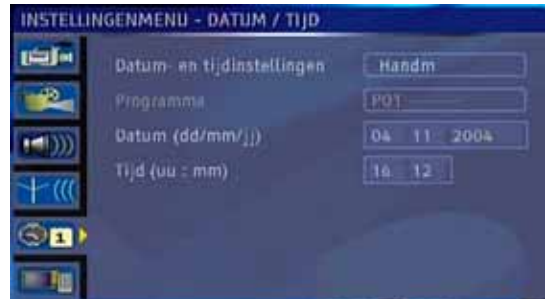 INSTELLINGENMENU - DATUM / TIJD
Datum- en tijdinstellingen Handm
Programma P01
Datum (dd/mm/jj) 04 11 2004
Tijd (uu : mm) 16 12
1